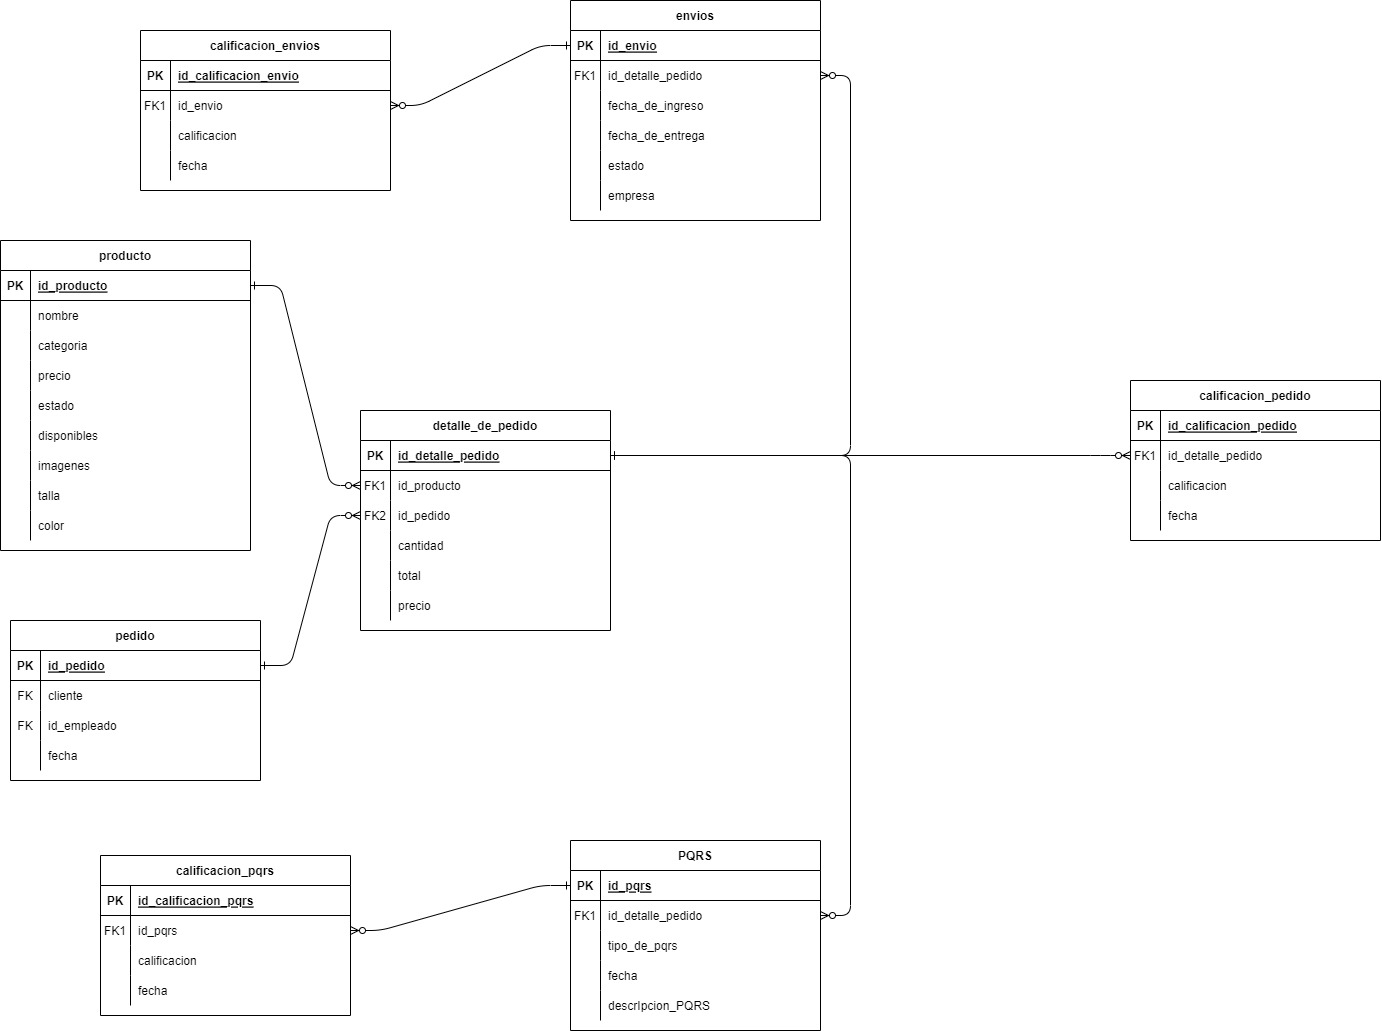 envios
PK id_envio
FK1 id_detalle_pedido
fecha_de_ingreso
fecha_de_entrega
estado
empresa
calificacion_envios
PK id_calificacion_envio
FK1 id_envio
calificacion
fecha
producto
PK id_producto
nombre
categoria
precio
estado
disponibles
imagenes
talla
color
detalle_de_pedido
PK id_detalle_pedido
FK1 id_producto
FK2 id_pedido
cantidad
total
precio
calificacion_pedido
PK id_calificacion_pedido
FK1 id_detalle_pedido
calificacion
fecha
pedido
PK id_pedido
FK cliente
FK id_empleado
fecha
calificacion_pqrs
PK id_calificacion_pqrs
FK1 id_pqrs
calificacion
fecha
PQRS
PK id_pqrs
FK1 id_detalle_pedido
tipo_de_pqrs
fecha
descrIpcion_PQRS